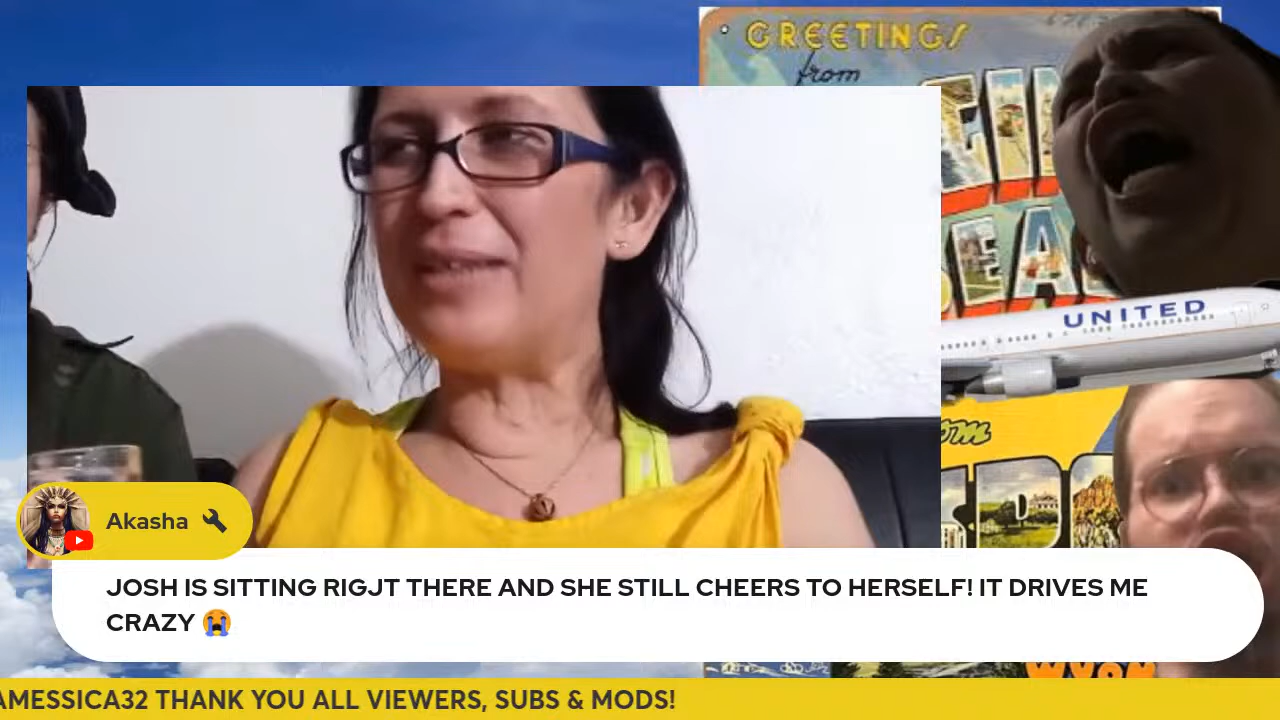 GREETINGS
from
UNITED
om
Akasha
JOSH IS SITTING RIGJT THERE AND SHE STILL CHEERS TO HERSELF! IT DRIVES ME
CRAZY 😭
AMESSICA32 THANK YOU ALL VIEWERS, SUBS & MODS!